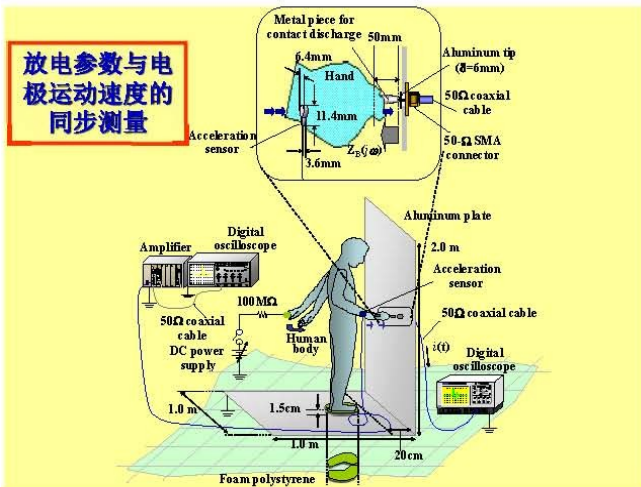 放电参数与电
极运动速度的
同步测量
Metal piece for
contact discharge
50mm
Aluminum tip
(δ=6mm)
6.4mm
Hand
50Ω coaxial
cable
11.4mm
Acceleration
sensor
50-Ω SMA
connector
3.6mm
Z_B(jω)
Aluminum plate
Digital
oscilloscope
Amplifier
2.0 m
Acceleration
sensor
100MΩ
50Ω coaxial
cable
50Ω coaxial cable
Human
body
DC power
supply
i(t)
Digital
oscilloscope
1.0 m
1.5cm
1.0 m
20cm
Foam polystyrene